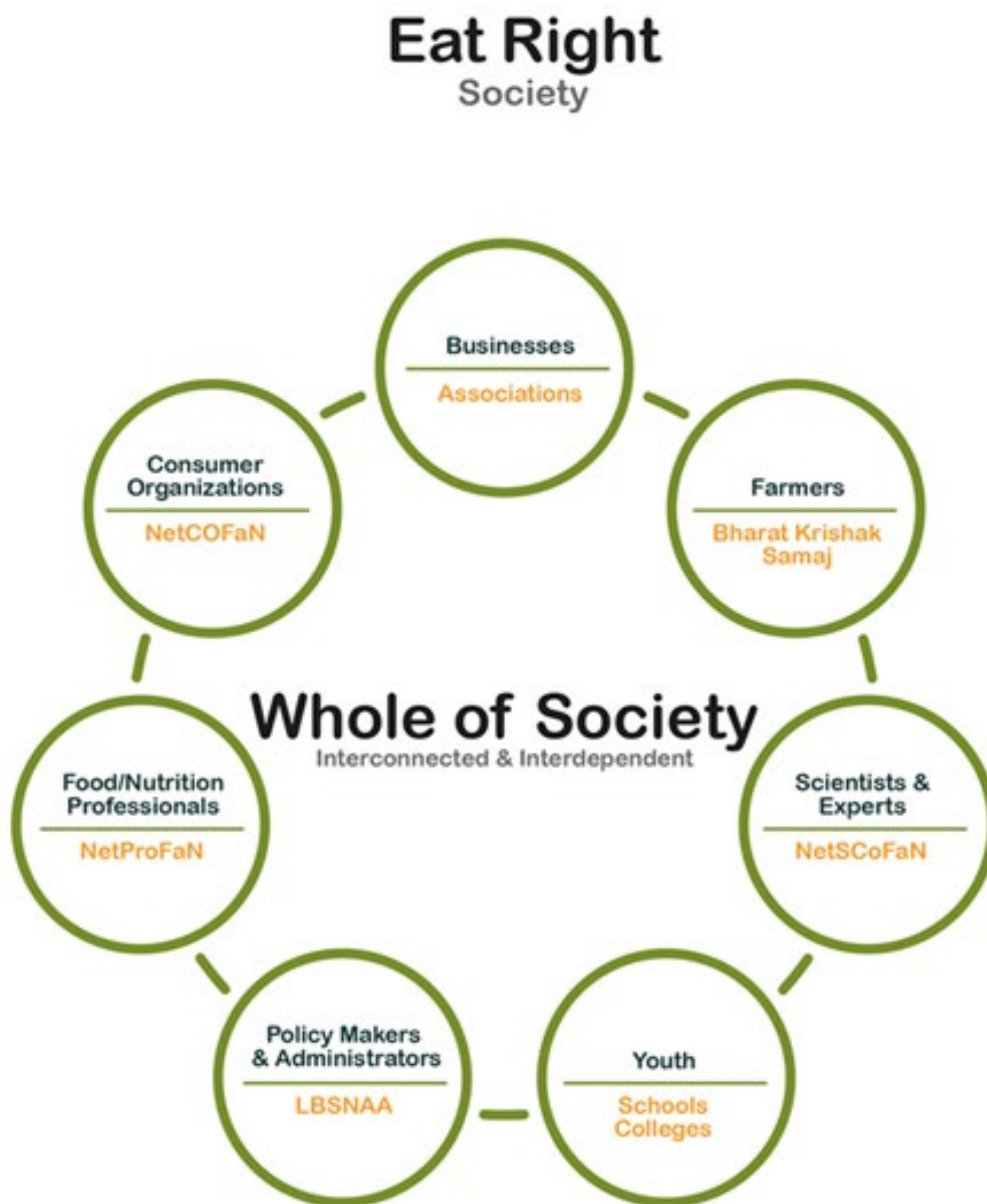 Eat Right
Society
Businesses
Associations
Consumer
Organizations
NetCOFaN
Farmers
Bharat Krishak
Samaj
Whole of Society
Interconnected & Interdependent
Food/Nutrition
Professionals
NetProFaN
Scientists &
Experts
NetSCoFaN
Policy Makers
& Administrators
LBSNAA
Youth
Schools
Colleges